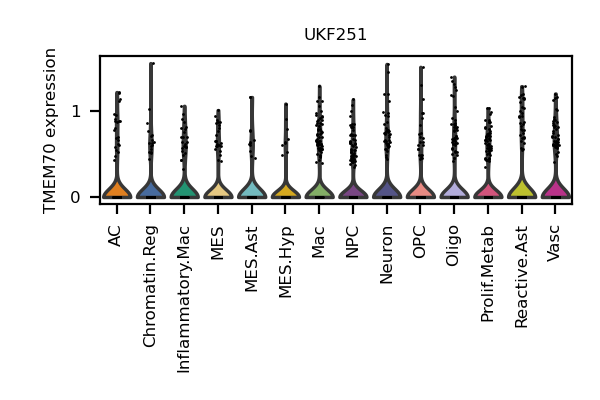 UKF251
TMEM70 expression
1
0
AC
Chromatin.Reg
Inflammatory.Mac
MES
MES.Ast
MES.Hyp
Mac
NPC
Neuron
OPC
Oligo
Prolif.Metab
Reactive.Ast
Vasc